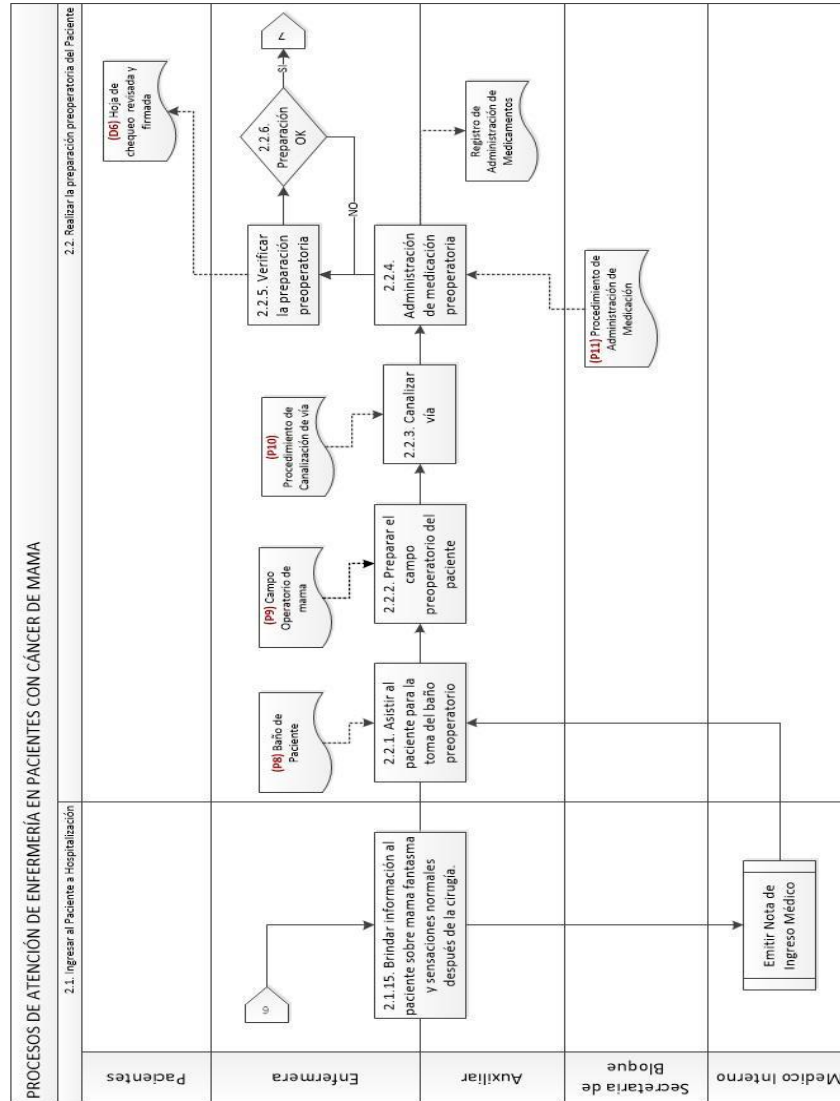 PROCESOS DE ATENCIÓN DE ENFERMERÍA EN PACIENTES CON CÁNCER DE MAMA
2.1. Ingresar al Paciente a Hospitalización
2.2. Realizar la preparación preoperatoria del Paciente
Pacientes
(D6) Hoja de
chequeo revisada y
firmada
Enfermera
6
(P8) Baño de
Paciente
(P9) Campo
Operatorio de
mama
(P10)
Procedimiento de
Canalización de vía
2.2.5. Verificar
la preparación
preoperatoria
2.2.6.
Preparación
OK
SI
7
NO
Auxiliar
2.1.15. Brindar información al
paciente sobre mama fantasma
y sensaciones normales
después de la cirugía.
2.2.1. Asistir al
paciente para la
toma del baño
preoperatorio
2.2.2. Preparar el
campo
preoperatorio del
paciente
2.2.3. Canalizar
vía
2.2.4.
Administración
de medicación
preoperatoria
Registro de
Administración de
Medicamentos
Secretaria de
Bloque
(P11) Procedimiento de
Administración de
Medicación
Medico Interno
Emitir Nota de
Ingreso Médico